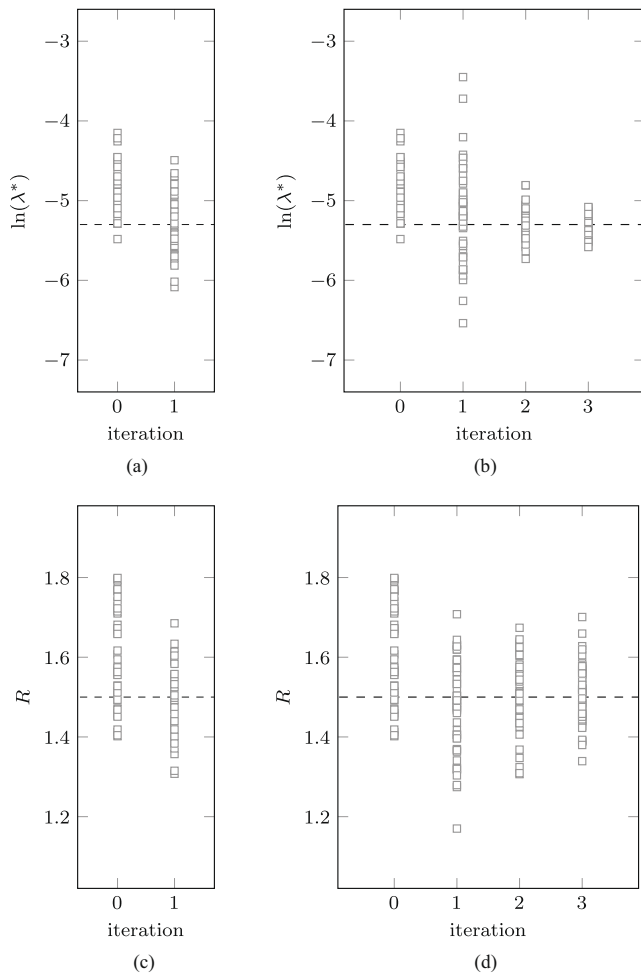 −3
−4
−5
−6
−7
ln(λ*)
0 1
iteration
(a)
−3
−4
−5
−6
−7
ln(λ*)
0 1 2 3
iteration
(b)
1.8
1.6
1.4
1.2
R
0 1
iteration
(c)
1.8
1.6
1.4
1.2
R
0 1 2 3
iteration
(d)